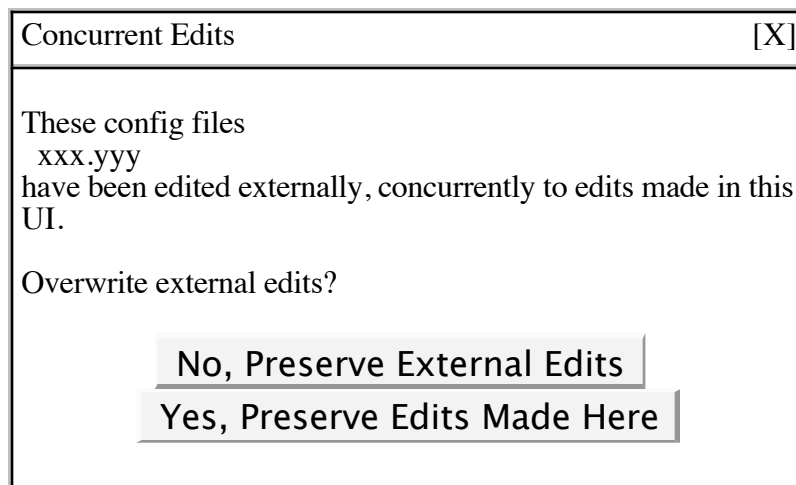 Concurrent Edits [X]
These config files
xxx.yyy
have been edited externally, concurrently to edits made in this
UI.
Overwrite external edits?
No, Preserve External Edits
Yes, Preserve Edits Made Here